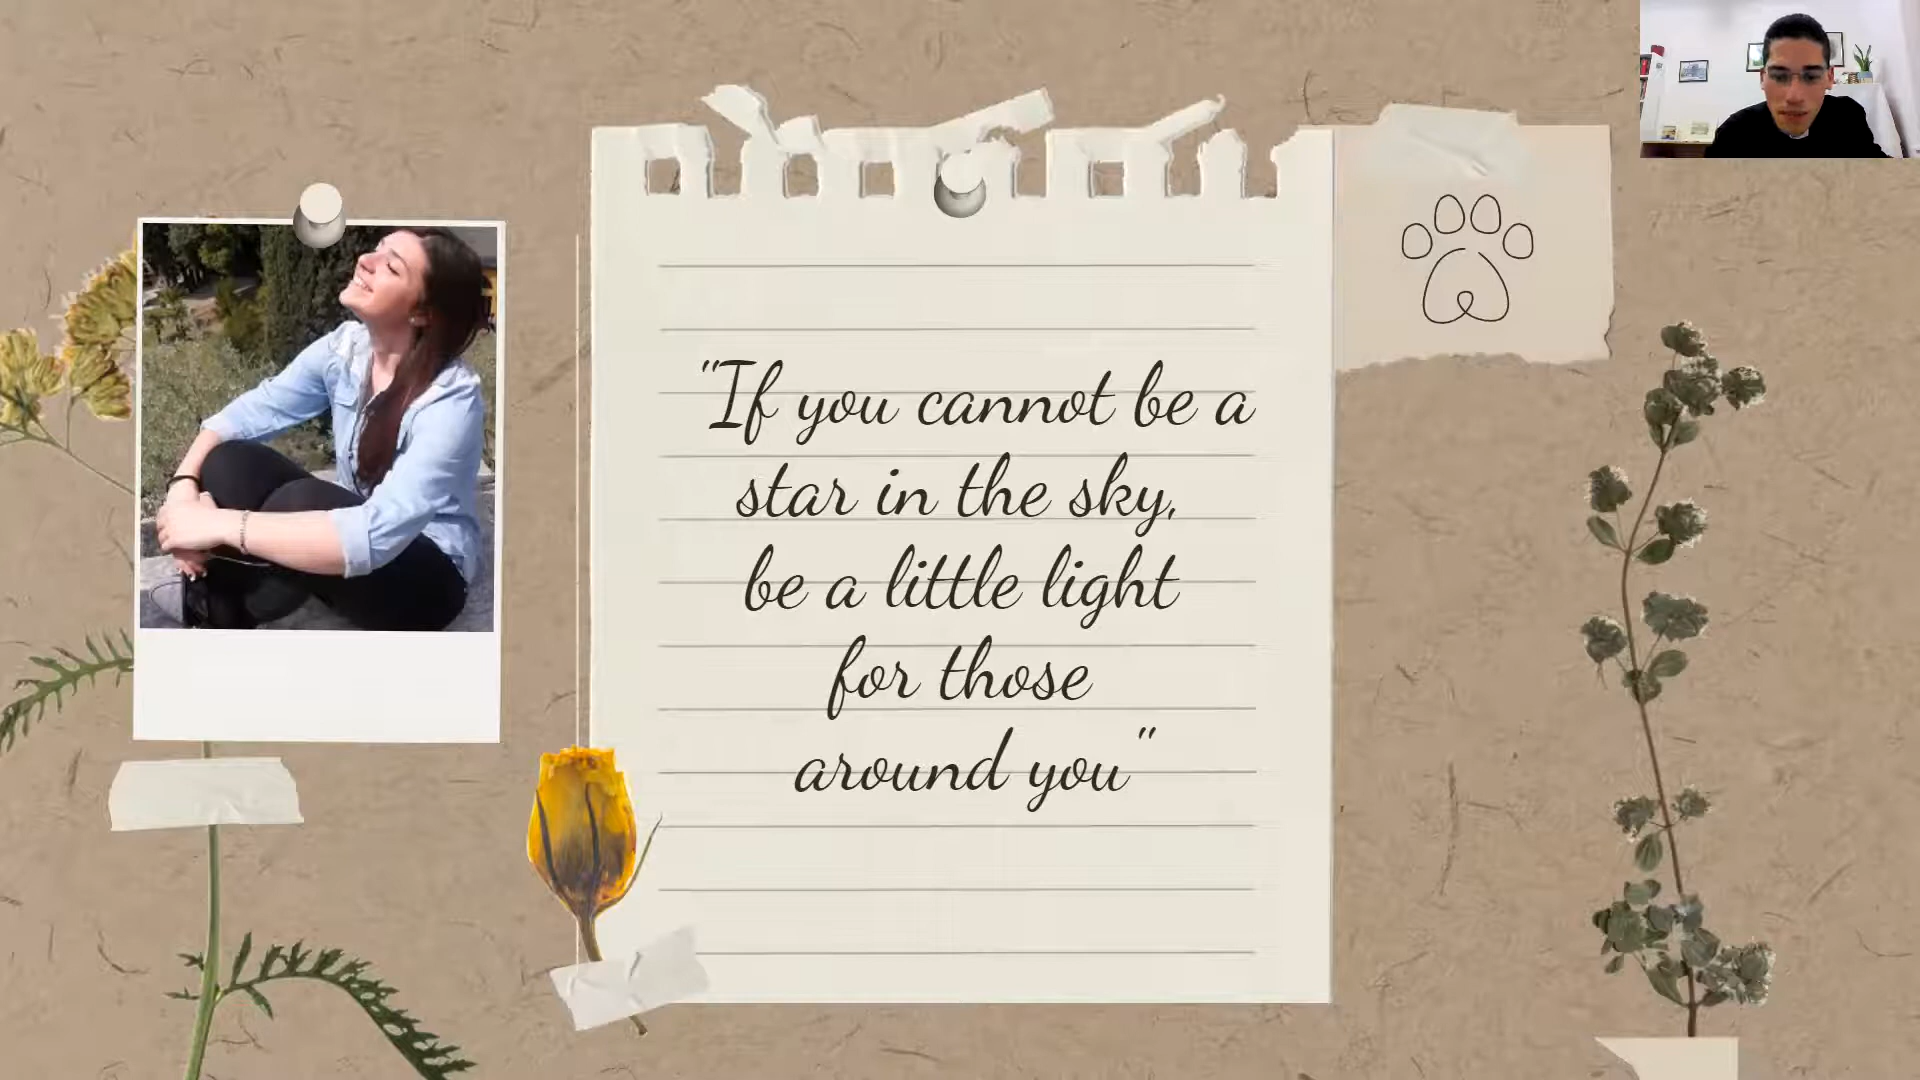 "If you cannot be a
star in the sky,
be a little light
for those
around you"